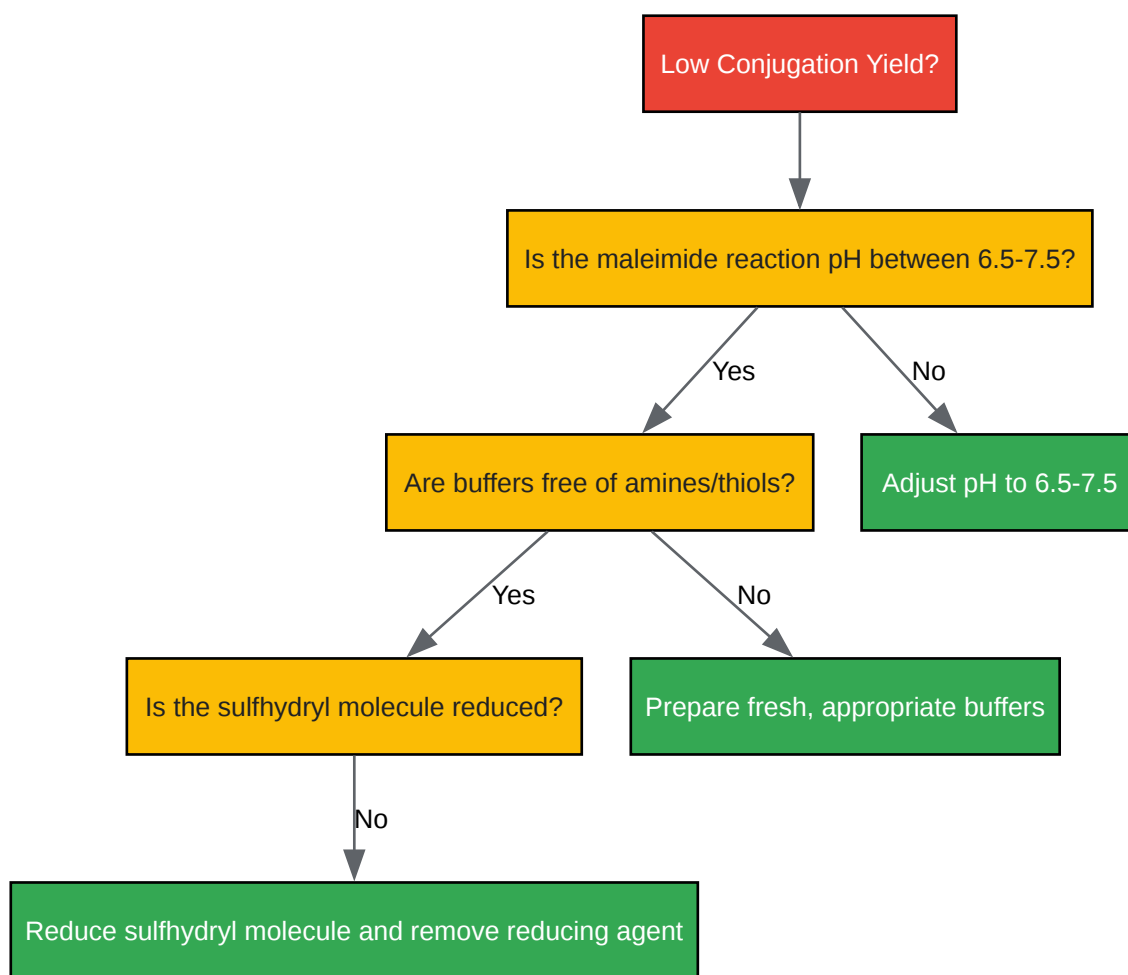 Low Conjugation Yield?
Is the maleimide reaction pH between 6.5-7.5?
Yes
No
Are buffers free of amines/thiols?
Adjust pH to 6.5-7.5
Yes
No
Is the sulfhydryl molecule reduced?
Prepare fresh, appropriate buffers
No
Reduce sulfhydryl molecule and remove reducing agent